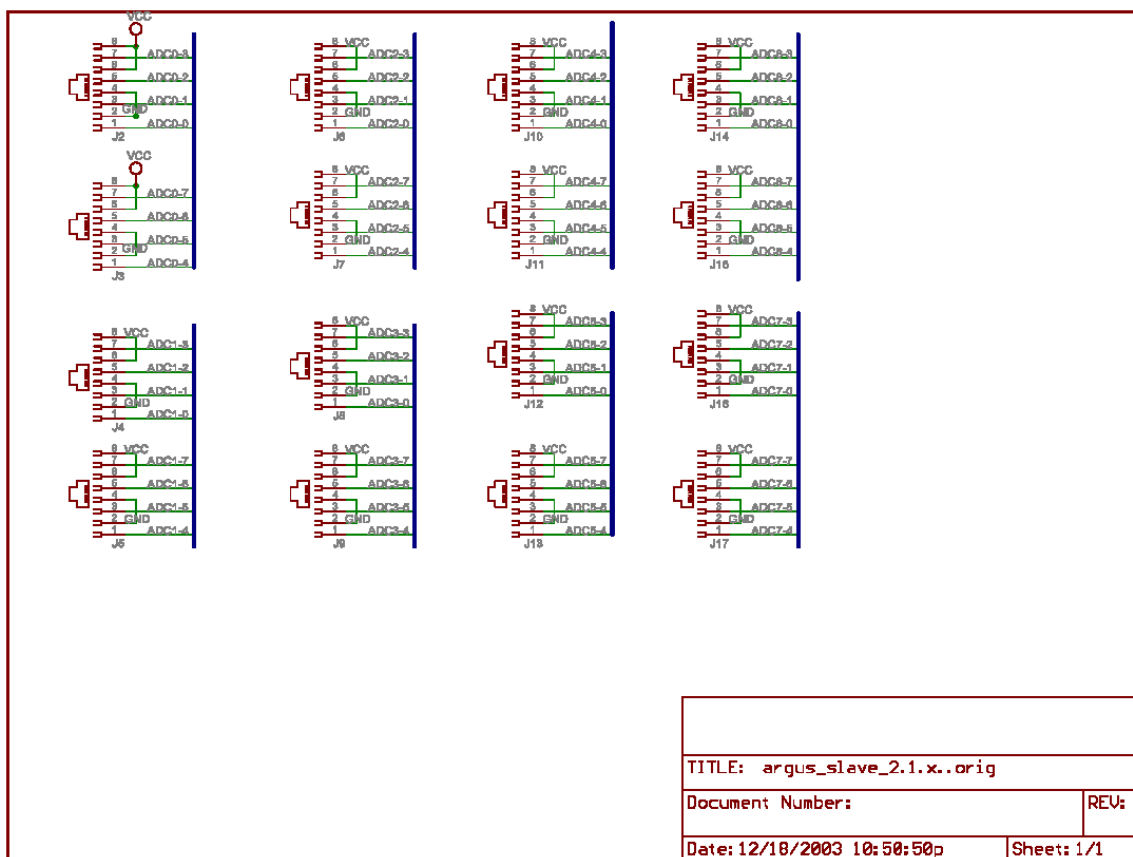 VCC
8
7 ADC0-3
6
5 ADC0-2
4
3 ADC0-1
2 GND
1 ADC0-0
J2
VCC
8
7 ADC0-7
6
5 ADC0-6
4
3 ADC0-5
2 GND
1 ADC0-4
J3
8 VCC
7 ADC1-3
6
5 ADC1-2
4
3 ADC1-1
2 GND
1 ADC1-0
J4
8 VCC
7 ADC1-7
6
5 ADC1-6
4
3 ADC1-5
2 GND
1 ADC1-4
J5
8 VCC
7 ADC2-3
6
5 ADC2-2
4
3 ADC2-1
2 GND
1 ADC2-0
J6
8 VCC
7 ADC2-7
6
5 ADC2-6
4
3 ADC2-5
2 GND
1 ADC2-4
J7
8 VCC
7 ADC3-3
6
5 ADC3-2
4
3 ADC3-1
2 GND
1 ADC3-0
J8
8 VCC
7 ADC3-7
6
5 ADC3-6
4
3 ADC3-5
2 GND
1 ADC3-4
J9
8 VCC
7 ADC4-3
6
5 ADC4-2
4
3 ADC4-1
2 GND
1 ADC4-0
J10
8 VCC
7 ADC4-7
6
5 ADC4-6
4
3 ADC4-5
2 GND
1 ADC4-4
J11
8 VCC
7 ADC5-3
6
5 ADC5-2
4
3 ADC5-1
2 GND
1 ADC5-0
J12
8 VCC
7 ADC5-7
6
5 ADC5-6
4
3 ADC5-5
2 GND
1 ADC5-4
J13
8 VCC
7 ADC6-3
6
5 ADC6-2
4
3 ADC6-1
2 GND
1 ADC6-0
J14
8 VCC
7 ADC6-7
6
5 ADC6-6
4
3 ADC6-5
2 GND
1 ADC6-4
J15
8 VCC
7 ADC7-3
6
5 ADC7-2
4
3 ADC7-1
2 GND
1 ADC7-0
J16
8 VCC
7 ADC7-7
6
5 ADC7-6
4
3 ADC7-5
2 GND
1 ADC7-4
J17
TITLE: argus_slave_2.1.x..orig
Document Number:
REV:
Date: 12/18/2003 10:50:50p
Sheet: 1/1